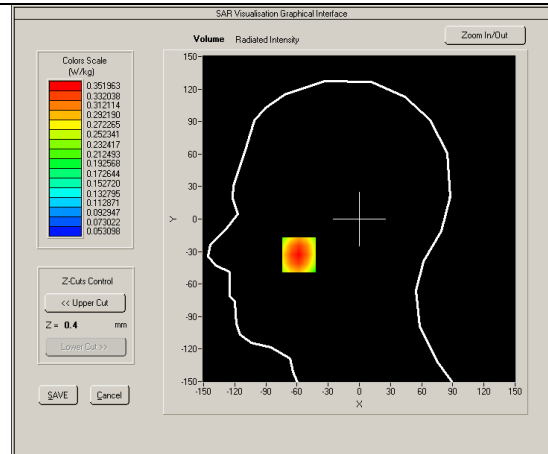 SAR Visualisation Graphical Interface
Volume Radiated Intensity
Zoom In/Out
Colors Scale
(W/kg)
0.351963
0.332038
0.312114
0.292190
0.272265
0.252341
0.232417
0.212493
0.192568
0.172644
0.152720
0.132795
0.112871
0.092947
0.073022
0.053098
Z-Cuts Control
<< Upper Cut
Z = 0.4 mm
Lower Cut >>
SAVE Cancel
150
120
90
60
30
0
-30
-60
-90
-120
-150
Y
-150 -120 -90 -60 -30 0 30 60 90 120 150
X